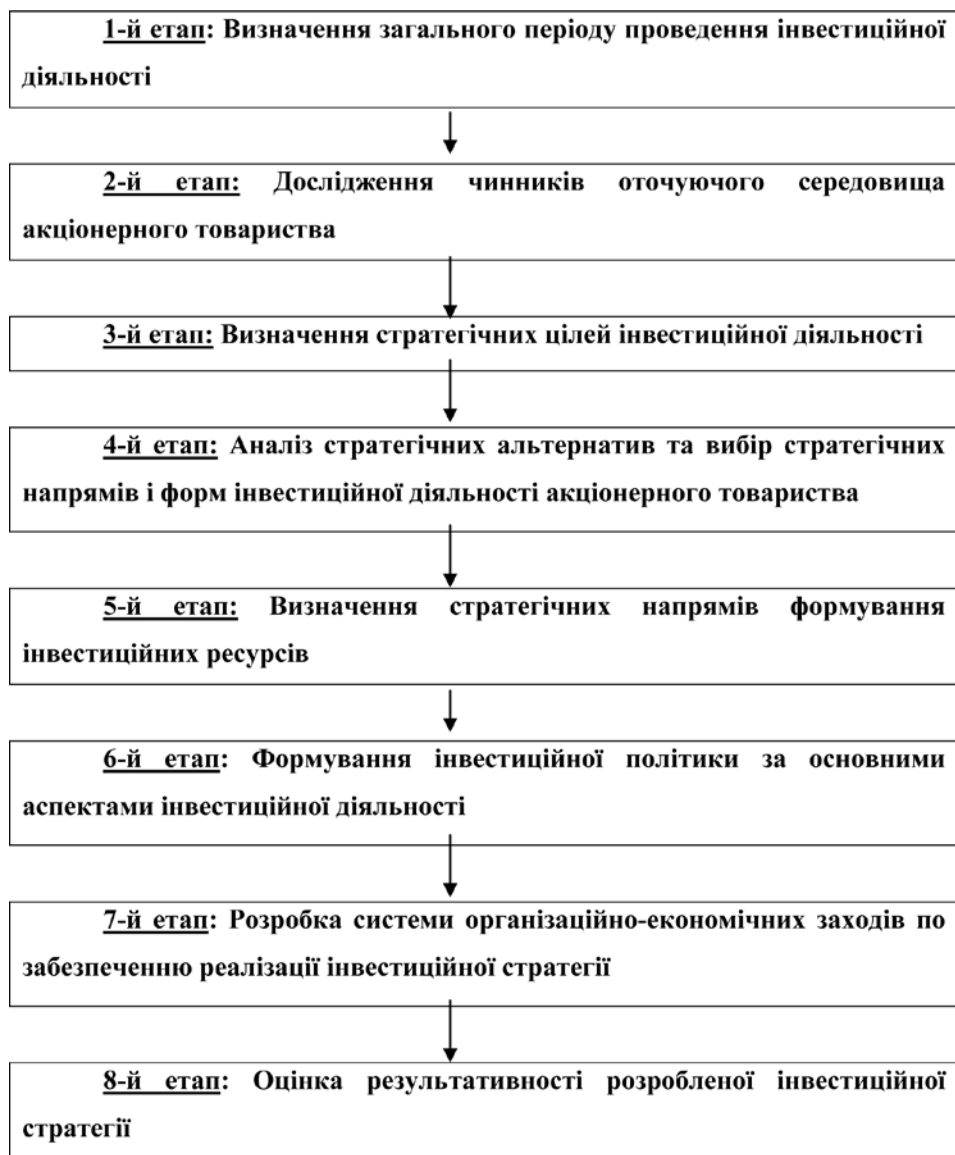 1-й етап: Визначення загального періоду проведення інвестиційної
діяльності
2-й етап: Дослідження чинників оточуючого середовища
акціонерного товариства
3-й етап: Визначення стратегічних цілей інвестиційної діяльності
4-й етап: Аналіз стратегічних альтернатив та вибір стратегічних
напрямів і форм інвестиційної діяльності акціонерного товариства
5-й етап: Визначення стратегічних напрямів формування
інвестиційних ресурсів
6-й етап: Формування інвестиційної політики за основними
аспектами інвестиційної діяльності
7-й етап: Розробка системи організаційно-економічних заходів по
забезпеченню реалізації інвестиційної стратегії
8-й етап: Оцінка результативності розробленої інвестиційної
стратегії